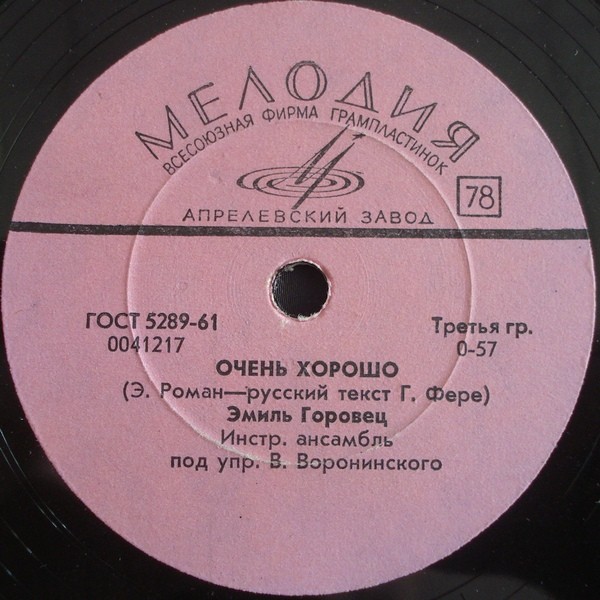 МЕЛОДИЯ
ВСЕСОЮЗНАЯ ФИРМА ГРАМПЛАСТИНОК
78
АПРЕЛЕВСКИЙ ЗАВОД
ГОСТ 5289-61
0041217
Третья гр.
0-57
ОЧЕНЬ ХОРОШО
(Э. Роман—русский текст Г. Фере)
Эмиль Горовец
Инстр. ансамбль
под упр. В. Воронинского